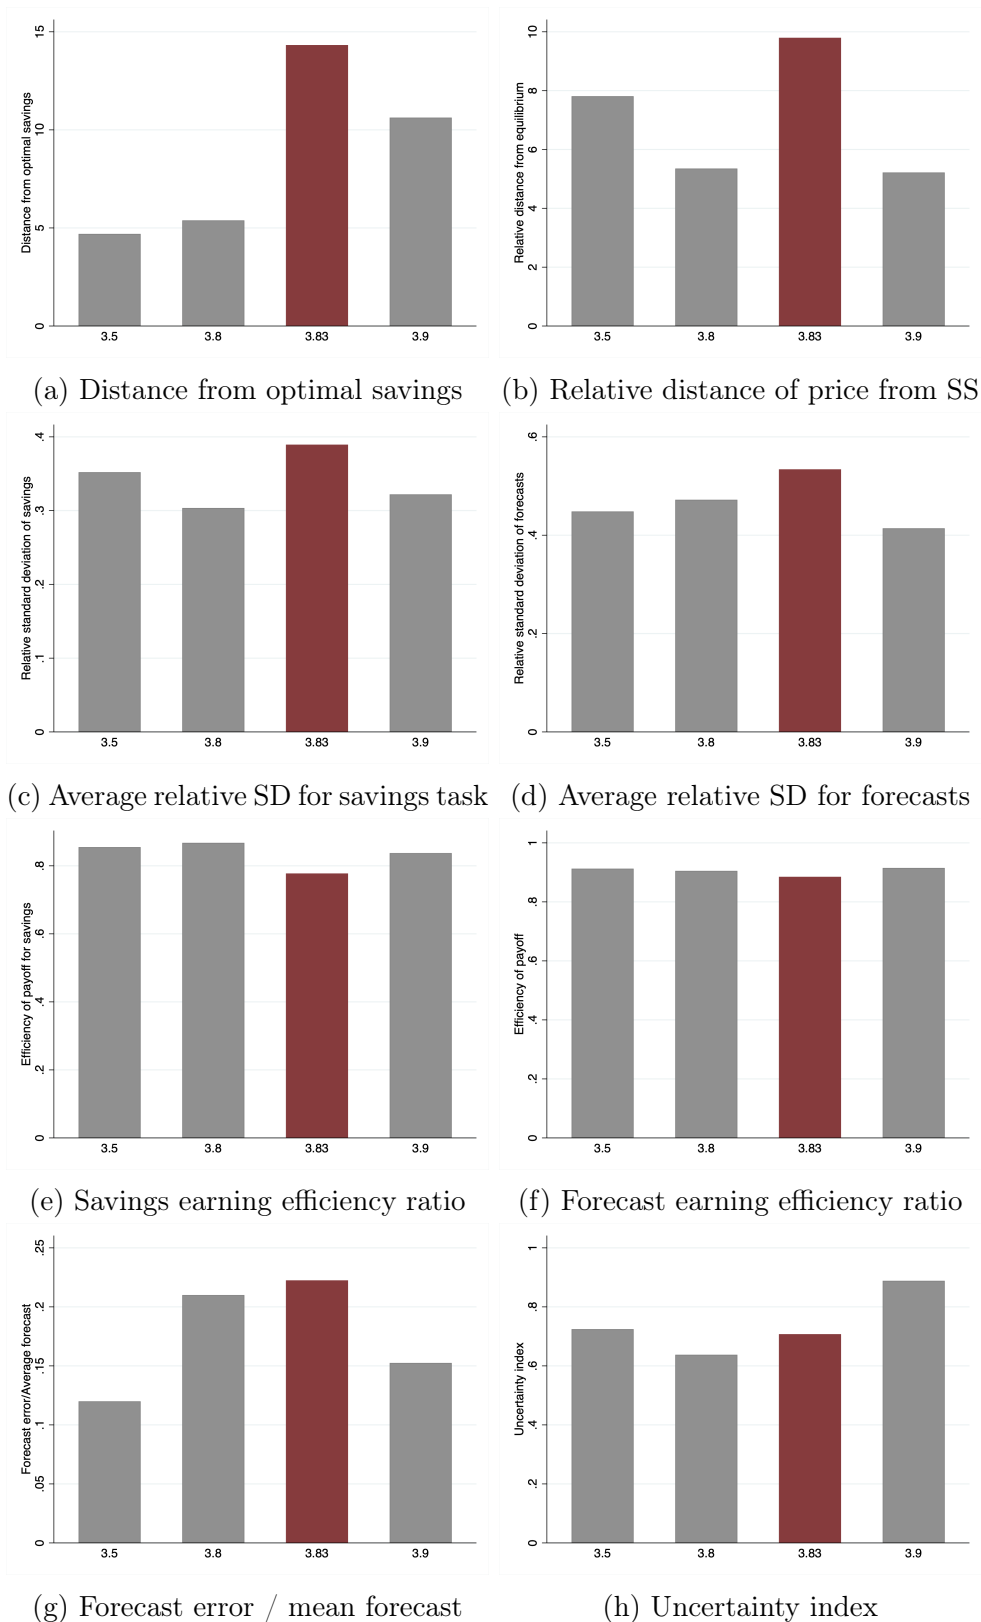 Distance from optimal savings
15
10
5
0
3.5 3.8 3.83 3.9
(a) Distance from optimal savings
Relative distance from equilibrium
10
8
6
4
2
0
3.5 3.8 3.83 3.9
(b) Relative distance of price from SS
Relative standard deviation of savings
.4
.3
.2
.1
0
3.5 3.8 3.83 3.9
(c) Average relative SD for savings task
Relative standard deviation of forecasts
.6
.4
.2
0
3.5 3.8 3.83 3.9
(d) Average relative SD for forecasts
Efficiency of payoff for savings
.8
.6
.4
.2
0
3.5 3.8 3.83 3.9
(e) Savings earning efficiency ratio
Efficiency of payoff
1
.8
.6
.4
.2
0
3.5 3.8 3.83 3.9
(f) Forecast earning efficiency ratio
Forecast error/Average forecast
.25
.2
.15
.1
.05
0
3.5 3.8 3.83 3.9
(g) Forecast error / mean forecast
Uncertainty index
1
.8
.6
.4
.2
0
3.5 3.8 3.83 3.9
(h) Uncertainty index